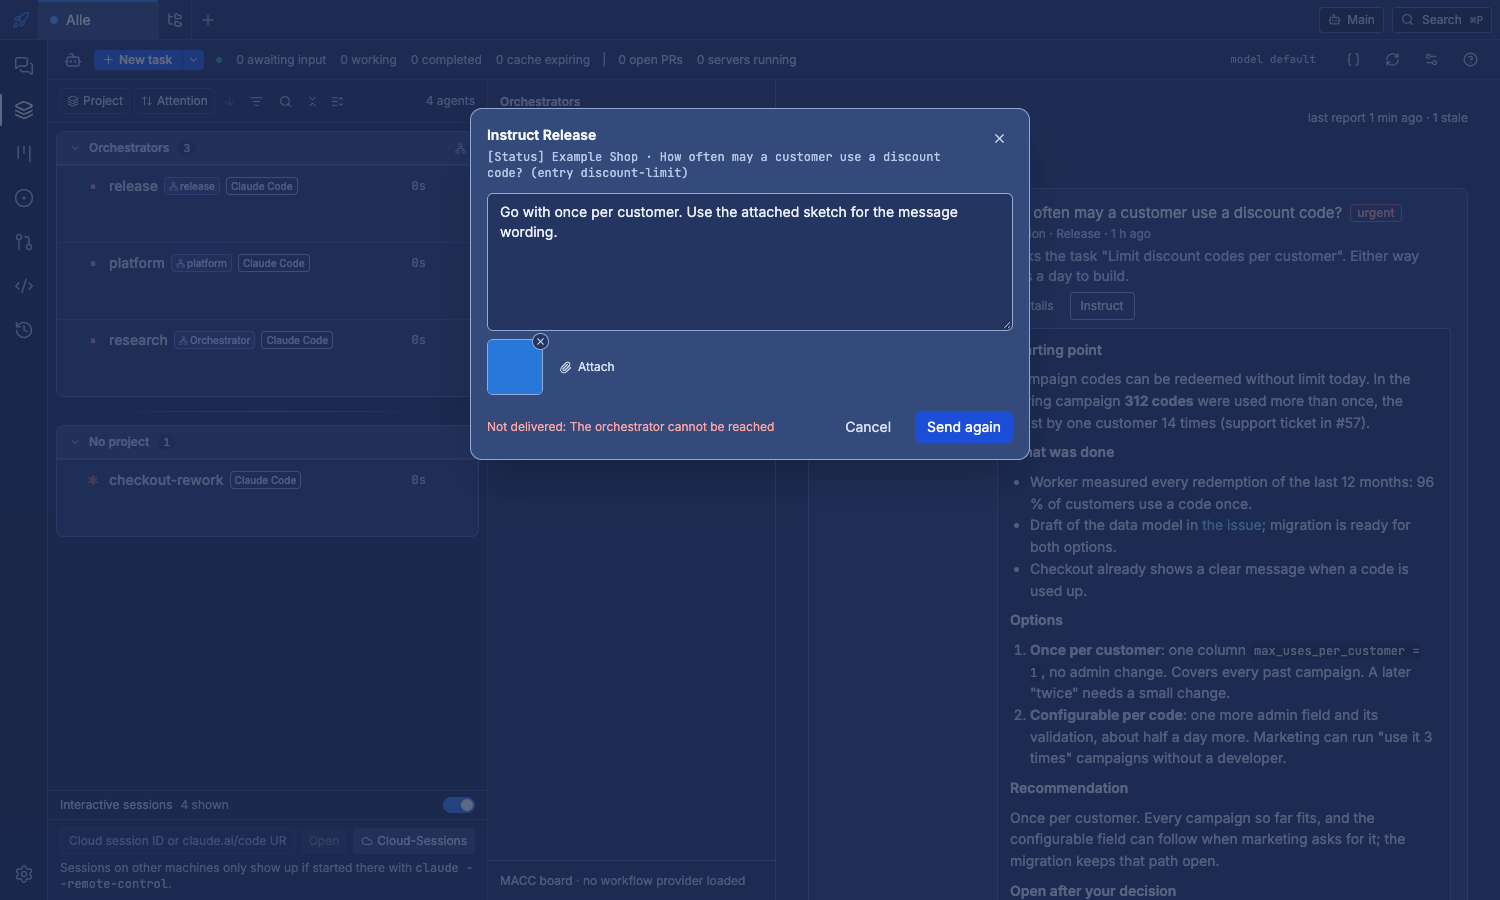 Alle
Main
Search ⌘P
New task
0 awaiting input
0 working
0 completed
0 cache expiring
0 open PRs
0 servers running
model default
Project
Attention
4 agents
Orchestrators 3
release
release
Claude Code
0s
platform
platform
Claude Code
0s
research
Orchestrator
Claude Code
0s
No project 1
checkout-rework
Claude Code
0s
Interactive sessions 4 shown
Cloud session ID or claude.ai/code UR
Open
Cloud-Sessions
Sessions on other machines only show up if started there with claude -
-remote-control.
Orchestrators
MACC board · no workflow provider loaded
Instruct Release
[Status] Example Shop · How often may a customer use a discount
code? (entry discount-limit)
Go with once per customer. Use the attached sketch for the message
wording.
Attach
Not delivered: The orchestrator cannot be reached
Cancel
Send again
last report 1 min ago · 1 stale
often may a customer use a discount code? urgent
on · Release · 1 h ago
ks the task "Limit discount codes per customer". Either way
s a day to build.
tails
Instruct
arting point
mpaign codes can be redeemed without limit today. In the
ing campaign 312 codes were used more than once, the
st by one customer 14 times (support ticket in #57).
hat was done
• Worker measured every redemption of the last 12 months: 96
% of customers use a code once.
• Draft of the data model in the issue; migration is ready for
both options.
• Checkout already shows a clear message when a code is
used up.
Options
1. Once per customer: one column max_uses_per_customer =
1, no admin change. Covers every past campaign. A later
"twice" needs a small change.
2. Configurable per code: one more admin field and its
validation, about half a day more. Marketing can run "use it 3
times" campaigns without a developer.
Recommendation
Once per customer. Every campaign so far fits, and the
configurable field can follow when marketing asks for it; the
migration keeps that path open.
Open after your decision